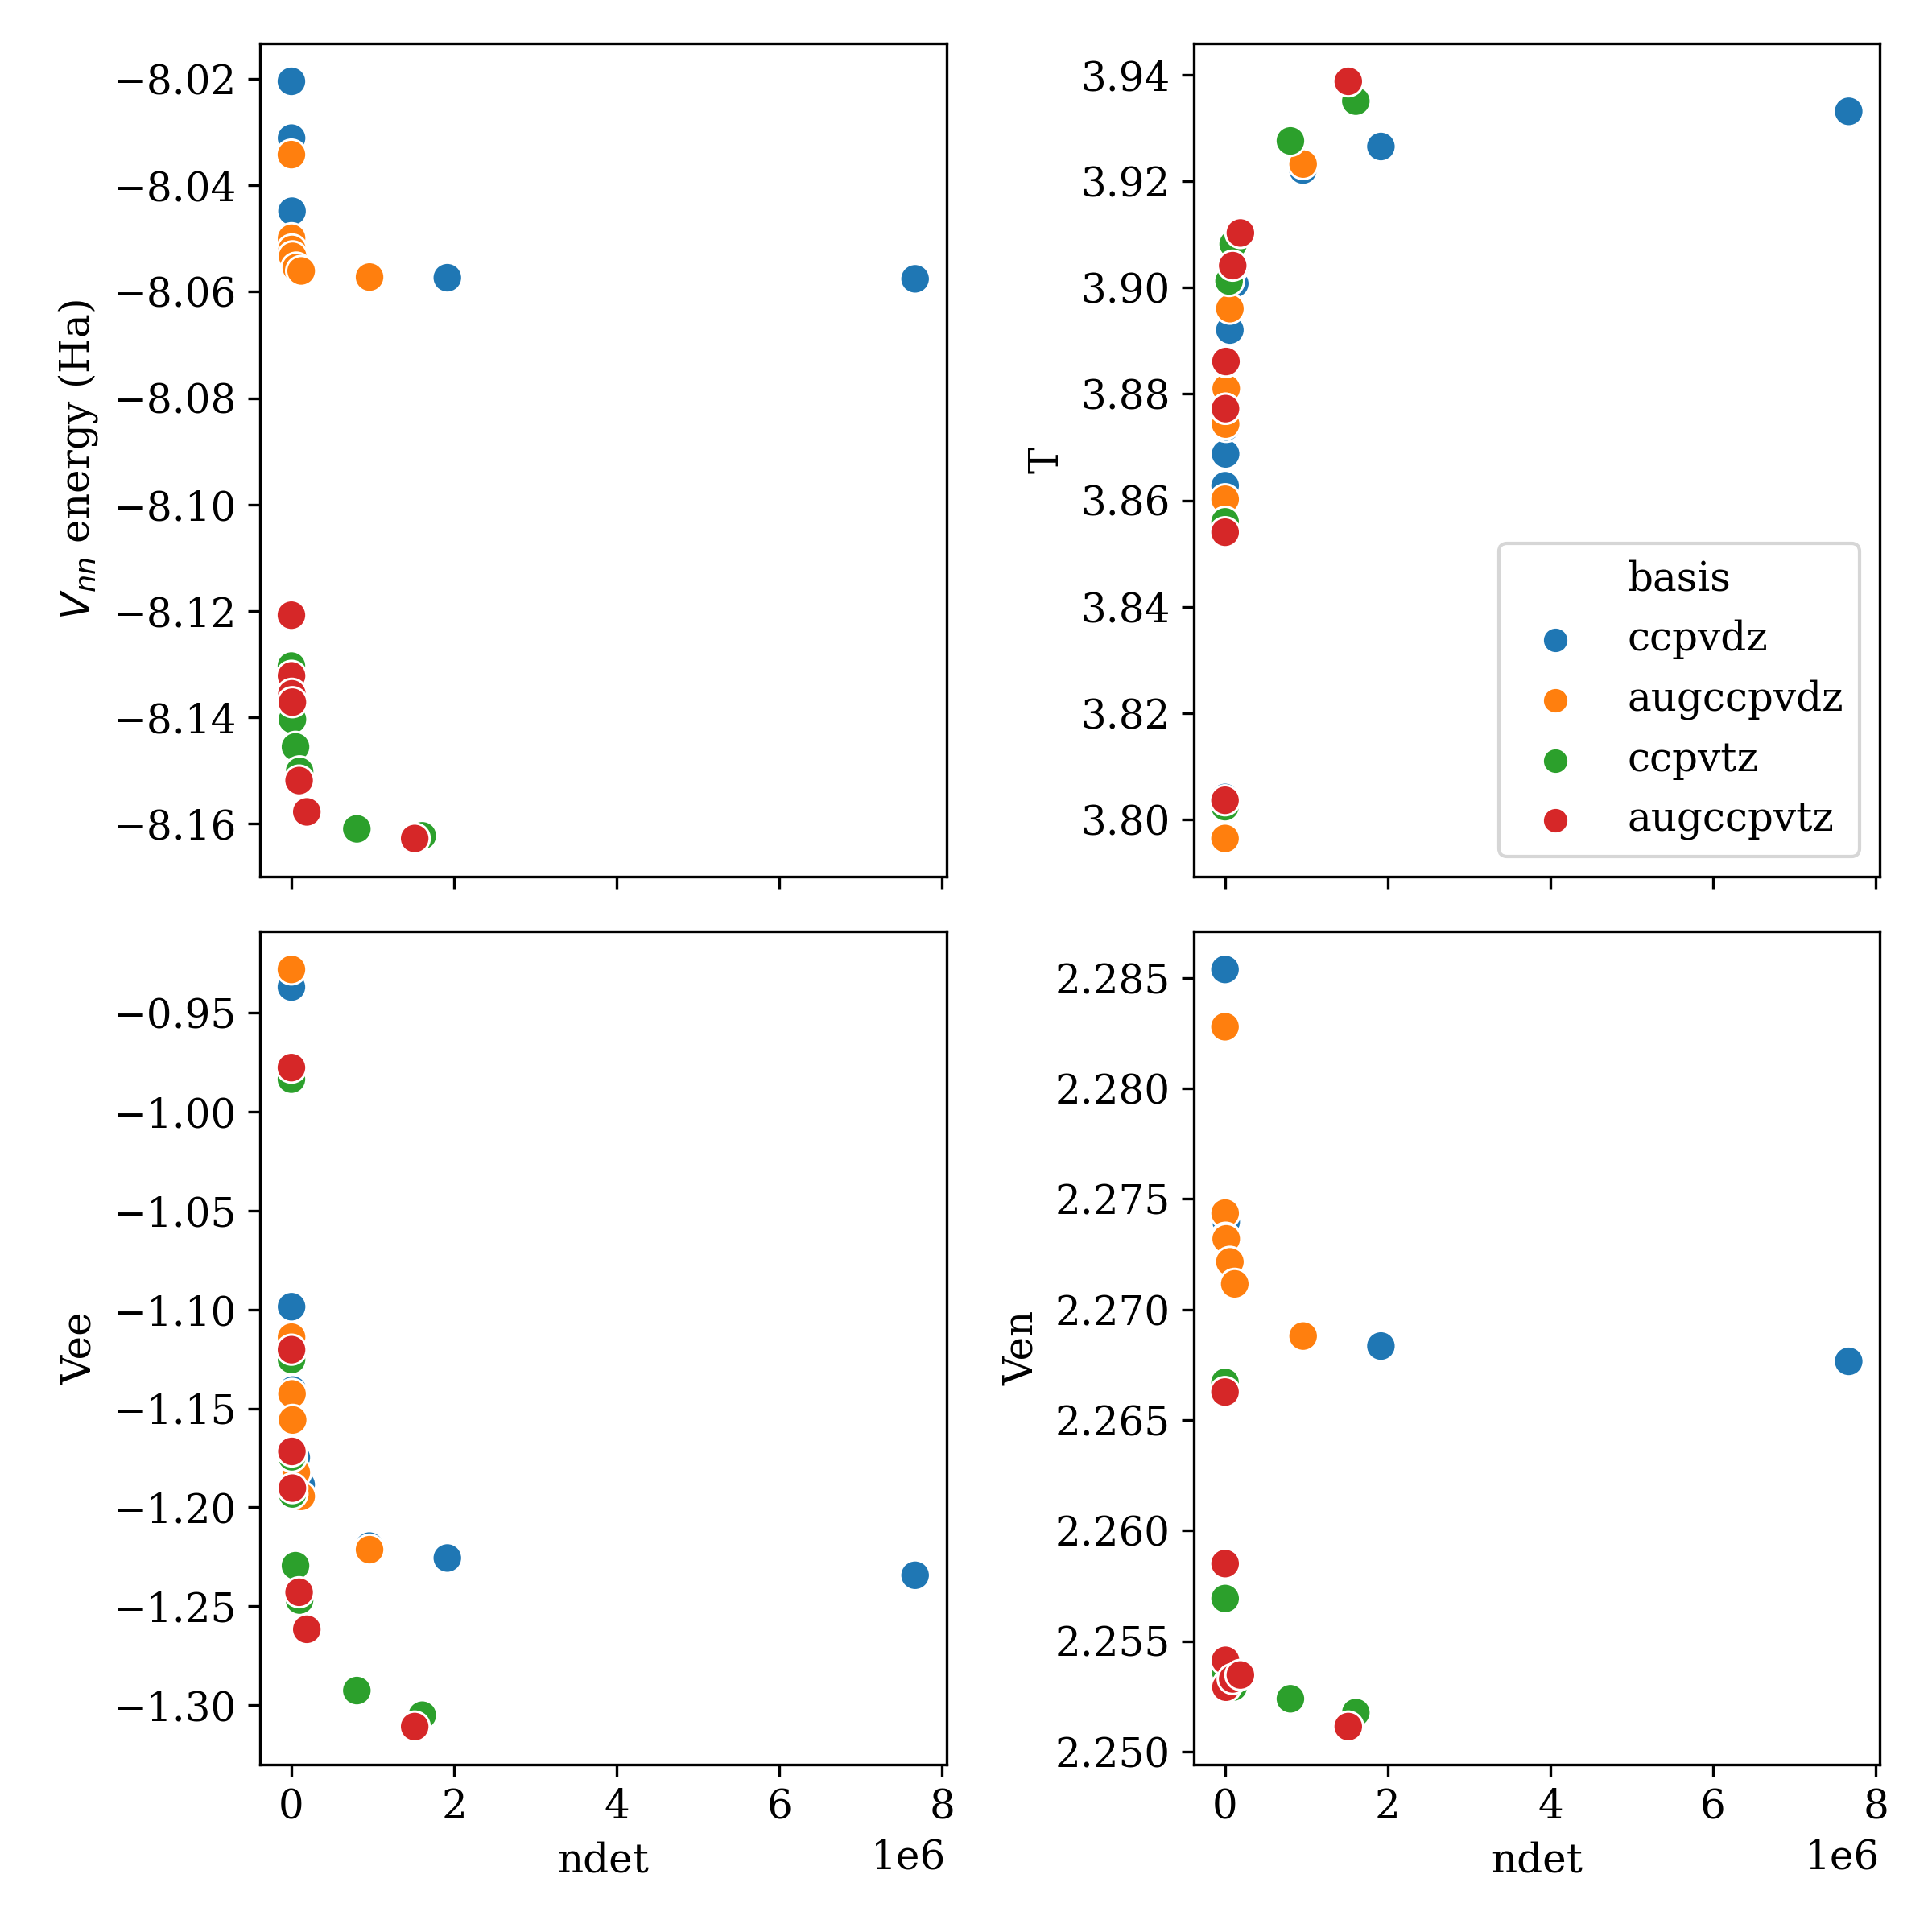 V_{nn} energy (Ha)
−8.02
−8.04
−8.06
−8.08
−8.10
−8.12
−8.14
−8.16
T
3.94
3.92
3.90
3.88
3.86
3.84
3.82
3.80
basis
ccpvdz
augccpvdz
ccpvtz
augccpvtz
Vee
−0.95
−1.00
−1.05
−1.10
−1.15
−1.20
−1.25
−1.30
0 2 4 6 8
ndet
1e6
Ven
2.285
2.280
2.275
2.270
2.265
2.260
2.255
2.250
0 2 4 6 8
ndet
1e6